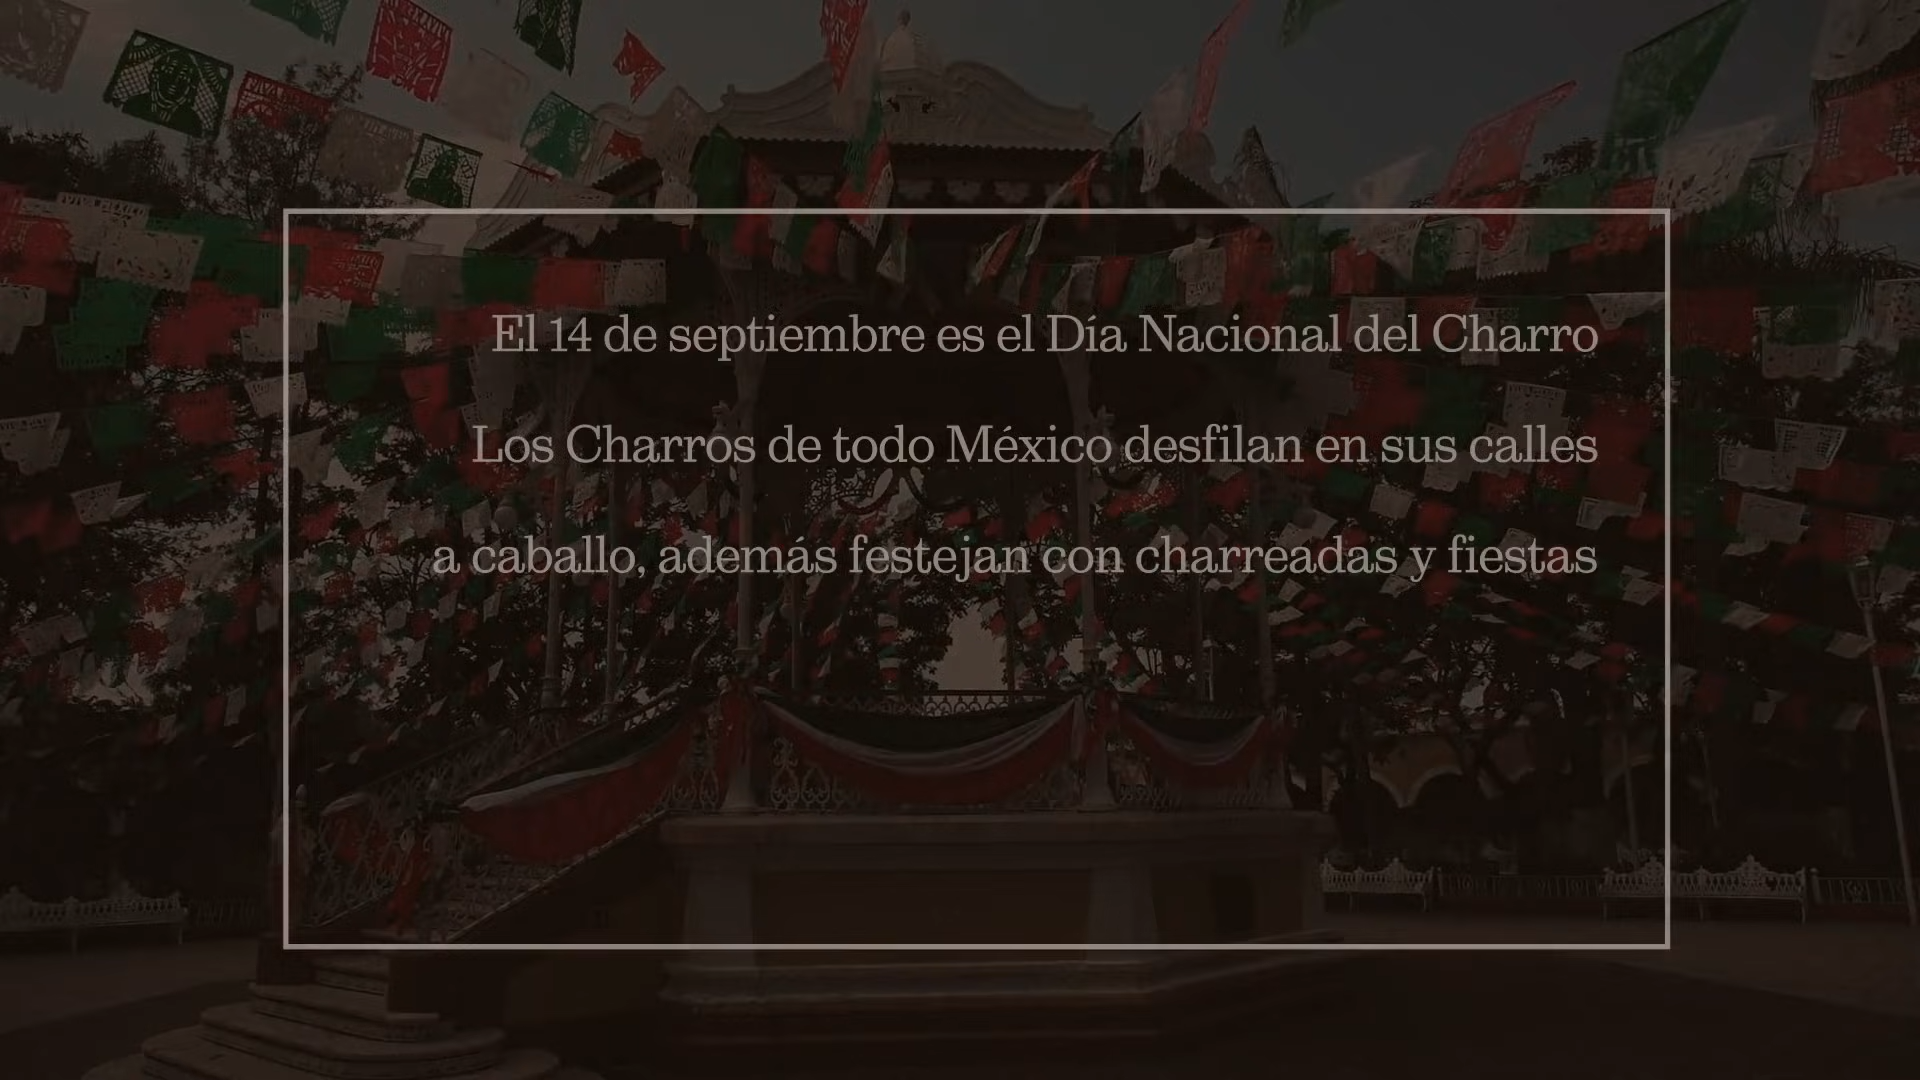 El 14 de septiembre es el Día Nacional del Charro
Los Charros de todo México desfilan en sus calles
a caballo, además festejan con charreadas y fiestas